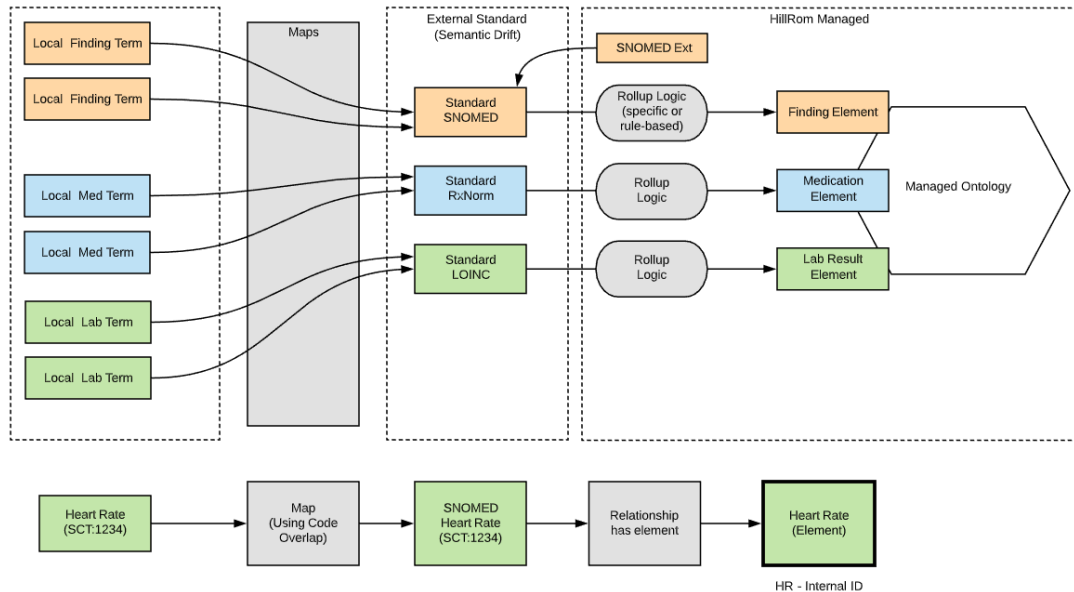 Local Finding Term
Local Finding Term
Local Med Term
Local Med Term
Local Lab Term
Local Lab Term
Maps
External Standard
(Semantic Drift)
Standard
SNOMED
Standard
RxNorm
Standard
LOINC
HillRom Managed
SNOMED Ext
Rollup Logic
(specific or
rule-based)
Rollup
Logic
Rollup
Logic
Finding Element
Medication
Element
Lab Result
Element
Managed Ontology
Heart Rate
(SCT:1234)
Map
(Using Code
Overlap)
SNOMED
Heart Rate
(SCT:1234)
Relationship
has element
Heart Rate
(Element)
HR - Internal ID